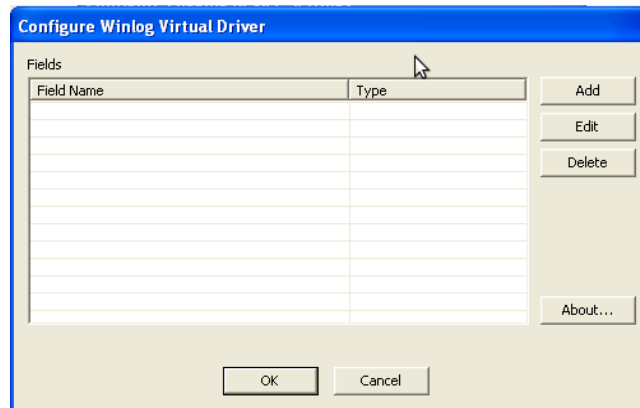 Configure Winlog Virtual Driver
Fields
Field Name Type
Add
Edit
Delete
About...
OK Cancel